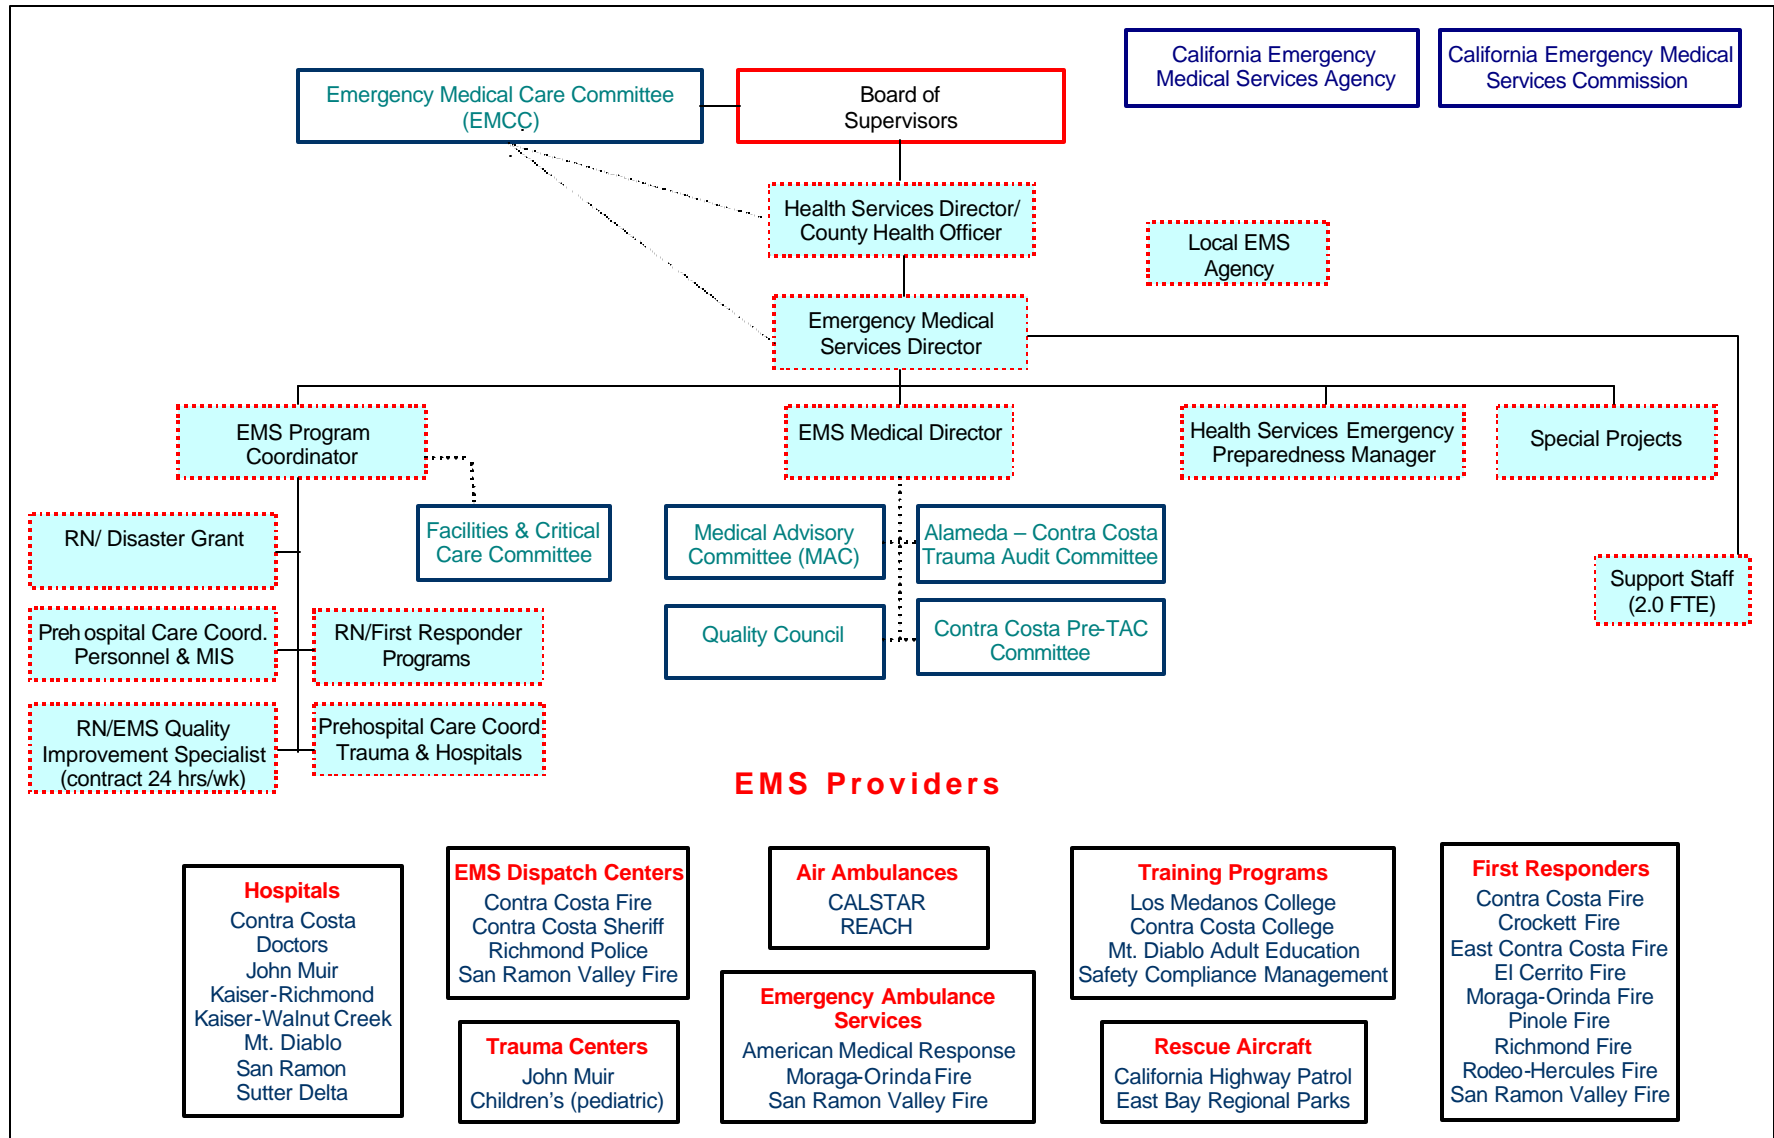 California Emergency
Medical Services Agency
California Emergency Medical
Services Commission
Emergency Medical Care Committee
(EMCC)
Board of
Supervisors
Health Services Director/
County Health Officer
Local EMS
Agency
Emergency Medical
Services Director
EMS Program
Coordinator
EMS Medical Director
Health Services Emergency
Preparedness Manager
Special Projects
RN/ Disaster Grant
Facilities & Critical
Care Committee
Medical Advisory
Committee (MAC)
Alameda – Contra Costa
Trauma Audit Committee
Support Staff
(2.0 FTE)
Preh ospital Care Coord.
Personnel & MIS
RN/First Responder
Programs
Quality Council
Contra Costa Pre-TAC
Committee
RN/EMS Quality
Improvement Specialist
(contract 24 hrs/wk)
Prehospital Care Coord
Trauma & Hospitals
EMS Providers
Hospitals
Contra Costa
Doctors
John Muir
Kaiser-Richmond
Kaiser-Walnut Creek
Mt. Diablo
San Ramon
Sutter Delta
EMS Dispatch Centers
Contra Costa Fire
Contra Costa Sheriff
Richmond Police
San Ramon Valley Fire
Trauma Centers
John Muir
Children's (pediatric)
Air Ambulances
CALSTAR
REACH
Emergency Ambulance
Services
American Medical Response
Moraga-Orinda Fire
San Ramon Valley Fire
Training Programs
Los Medanos College
Contra Costa College
Mt. Diablo Adult Education
Safety Compliance Management
Rescue Aircraft
California Highway Patrol
East Bay Regional Parks
First Responders
Contra Costa Fire
Crockett Fire
East Contra Costa Fire
El Cerrito Fire
Moraga-Orinda Fire
Pinole Fire
Richmond Fire
Rodeo-Hercules Fire
San Ramon Valley Fire